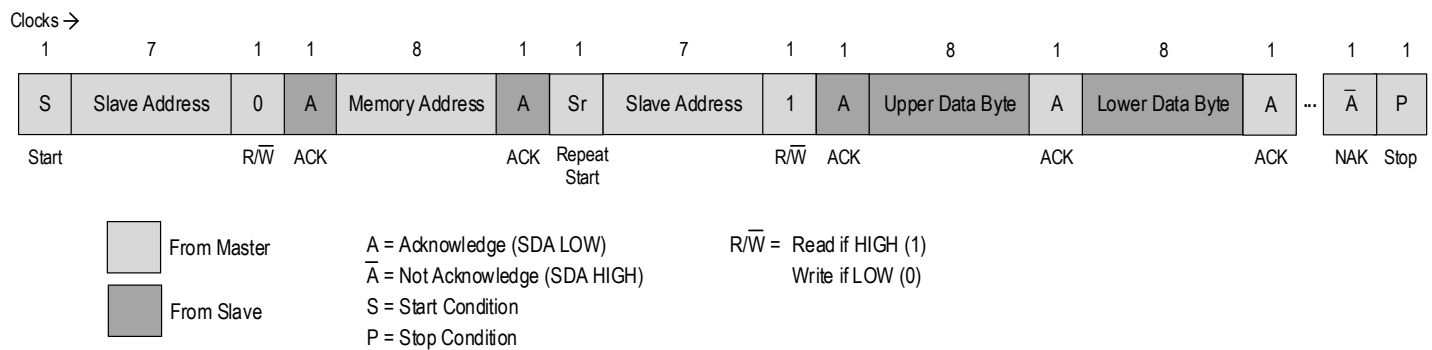 Clocks →
1 7 1 1 8 1 1 7 1 1 8 1 8 1 1 1
S Slave Address 0 A Memory Address A Sr Slave Address 1 A Upper Data Byte A Lower Data Byte A ... A̅ P
Start R/W̅ ACK ACK Repeat Start R/W̅ ACK ACK ACK NAK Stop
From Master
From Slave
A = Acknowledge (SDA LOW)
A̅ = Not Acknowledge (SDA HIGH)
S = Start Condition
P = Stop Condition
R/W̅ = Read if HIGH (1)
Write if LOW (0)